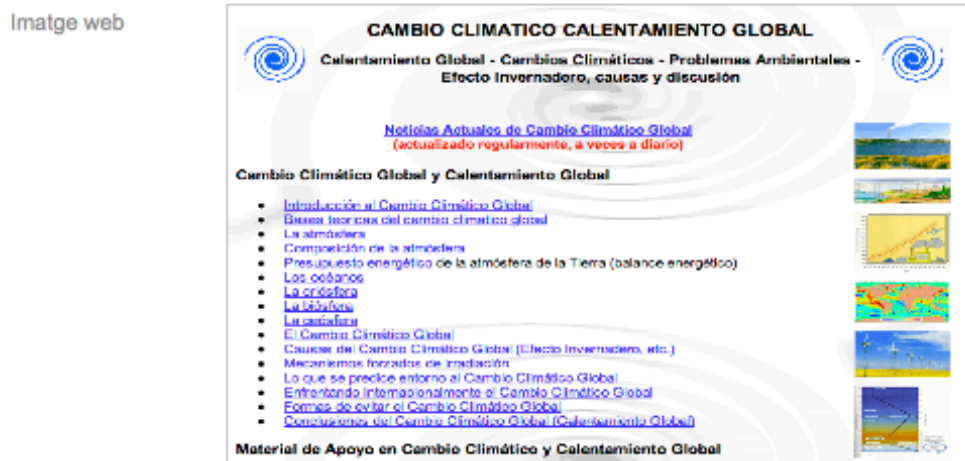 Imatge web
CAMBIO CLIMATICO CALENTAMIENTO GLOBAL
Calentamiento Global - Cambios Climáticos - Problemas Ambientales -
Efecto Invernadero, causas y discusión
Noticias Actuales de Cambio Climático Global
(actualizado regularmente, a veces a diario)
Cambio Climático Global y Calentamiento Global
Introducción al Cambio Climático Global
Bases teoricas del cambio climatico global
La atmósfera
Composición de la atmósfera
Presupuesto energético de la atmósfera de la Tierra (balance energético)
Los océanos
La criósfera
La biósfera
La geósfera
El Cambio Climático Global
Causas del Cambio Climático Global (Efecto Invernadero, etc.)
Mecanismos forzados de irradiación
Lo que se predice entorno al Cambio Climático Global
Enfrentando internacionalmente el Cambio Climático Global
Formas de evitar el Cambio Climático Global
Conclusiones del Cambio Climático Global (Calentamiento Global)
Material de Apoyo en Cambio Climático y Calentamiento Global